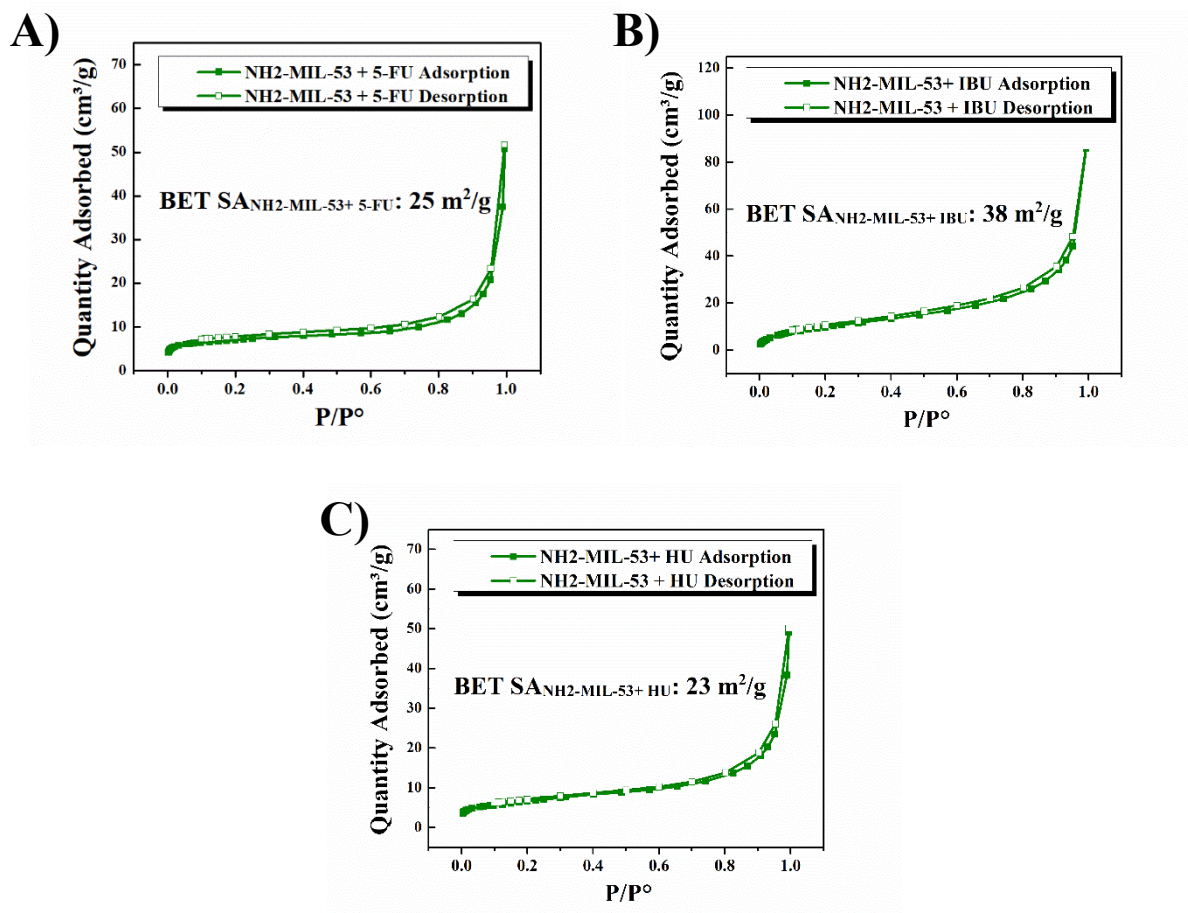 A)
NH2-MIL-53 + 5-FU Adsorption
NH2-MIL-53 + 5-FU Desorption
BET SA NH2-MIL-53+ 5-FU: 25 m²/g
Quantity Adsorbed (cm³/g)
70
60
50
40
30
20
10
0
0.0 0.2 0.4 0.6 0.8 1.0
P/P°
B)
NH2-MIL-53+ IBU Adsorption
NH2-MIL-53 + IBU Desorption
BET SA NH2-MIL-53+ IBU: 38 m²/g
Quantity Adsorbed (cm³/g)
120
100
80
60
40
20
0
0.0 0.2 0.4 0.6 0.8 1.0
P/P°
C)
NH2-MIL-53+ HU Adsorption
NH2-MIL-53 + HU Desorption
BET SA NH2-MIL-53+ HU: 23 m²/g
Quantity Adsorbed (cm³/g)
70
60
50
40
30
20
10
0
0.0 0.2 0.4 0.6 0.8 1.0
P/P°